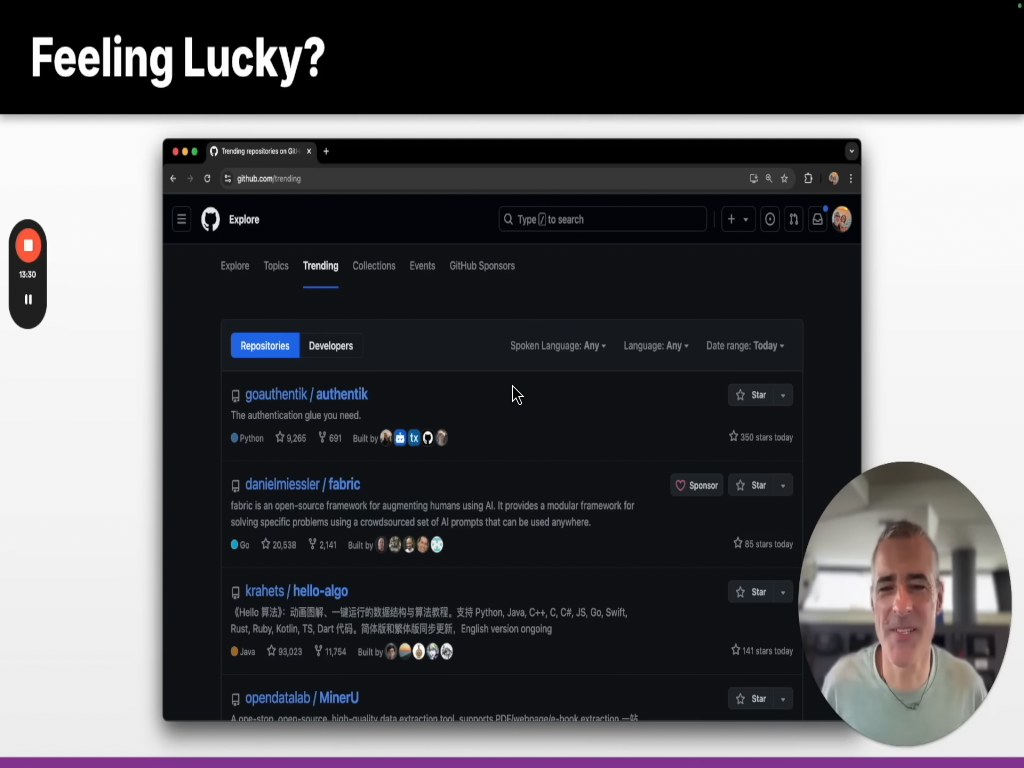 Feeling Lucky?
Trending repositories on GitH
github.com/trending
Explore
Type / to search
13:30
Explore Topics Trending Collections Events GitHub Sponsors
Repositories Developers Spoken Language: Any Language: Any Date range: Today
goauthentik / authentik
Star
The authentication glue you need.
Python 9,266 691 Built by tx 350 stars today
danielmiessler / fabric
Sponsor Star
fabric is an open-source framework for augmenting humans using AI. It provides a modular framework for
solving specific problems using a crowdsourced set of AI prompts that can be used anywhere.
Go 20,538 2,141 Built by 85 stars today
krahets / hello-algo
Star
《Hello 算法》：动画图解、一键运行的数据结构与算法教程。支持 Python, Java, C++, C, C#, JS, Go, Swift,
Rust, Ruby, Kotlin, TS, Dart 代码。简体版和繁体版同步更新，English version ongoing
Java 93,023 11,754 Built by 141 stars today
opendatalab / MinerU
Star
A one-stop, open-source, high-quality data extraction tool, supports PDF/webpage/e-book extraction.一站